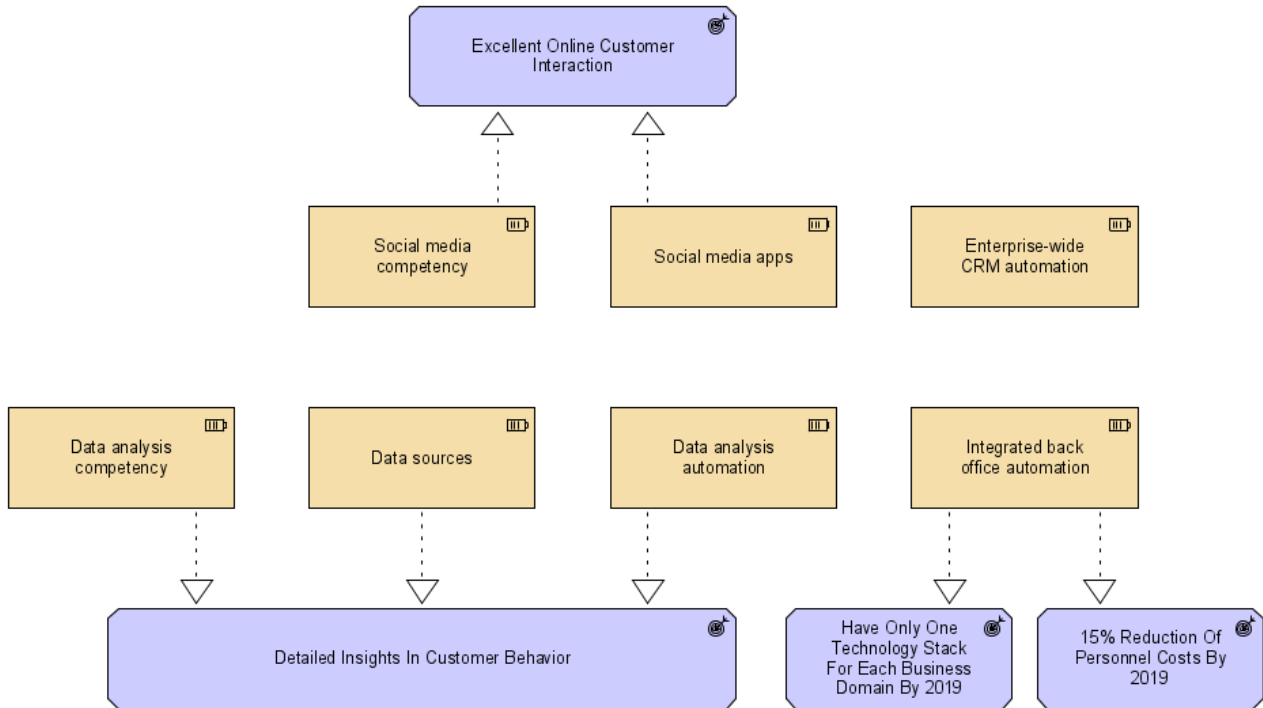 Excellent Online Customer
Interaction
Social media
competency
Social media apps
Enterprise-wide
CRM automation
Data analysis
competency
Data sources
Data analysis
automation
Integrated back
office automation
Detailed Insights In Customer Behavior
Have Only One
Technology Stack
For Each Business
Domain By 2019
15% Reduction Of
Personnel Costs By
2019